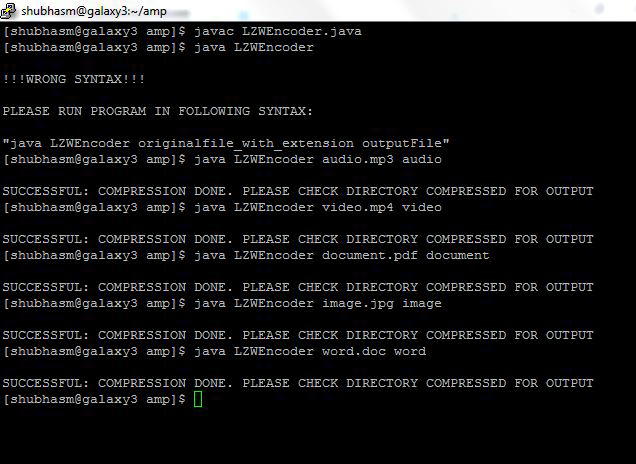 shubhasm@galaxy3:~/amp
[shubhasm@galaxy3 amp]$ javac LZWEncoder.java
[shubhasm@galaxy3 amp]$ java LZWEncoder
!!!WRONG SYNTAX!!!
PLEASE RUN PROGRAM IN FOLLOWING SYNTAX:
"java LZWEncoder originalfile_with_extension outputFile"
[shubhasm@galaxy3 amp]$ java LZWEncoder audio.mp3 audio
SUCCESSFUL: COMPRESSION DONE. PLEASE CHECK DIRECTORY COMPRESSED FOR OUTPUT
[shubhasm@galaxy3 amp]$ java LZWEncoder video.mp4 video
SUCCESSFUL: COMPRESSION DONE. PLEASE CHECK DIRECTORY COMPRESSED FOR OUTPUT
[shubhasm@galaxy3 amp]$ java LZWEncoder document.pdf document
SUCCESSFUL: COMPRESSION DONE. PLEASE CHECK DIRECTORY COMPRESSED FOR OUTPUT
[shubhasm@galaxy3 amp]$ java LZWEncoder image.jpg image
SUCCESSFUL: COMPRESSION DONE. PLEASE CHECK DIRECTORY COMPRESSED FOR OUTPUT
[shubhasm@galaxy3 amp]$ java LZWEncoder word.doc word
SUCCESSFUL: COMPRESSION DONE. PLEASE CHECK DIRECTORY COMPRESSED FOR OUTPUT
[shubhasm@galaxy3 amp]$